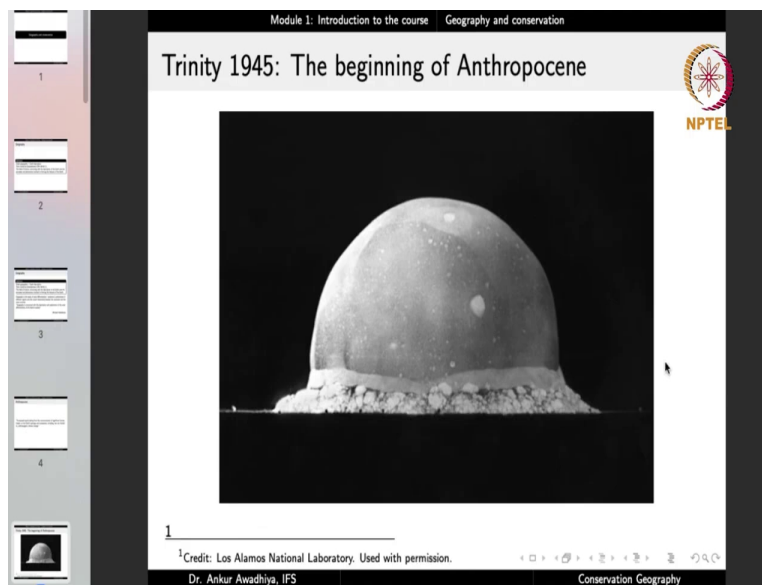 Module 1: Introduction to the course Geography and conservation
Trinity 1945: The beginning of Anthropocene
NPTEL
1
2
3
4
1
1Credit: Los Alamos National Laboratory. Used with permission.
Dr. Ankur Awadhiya, IFS Conservation Geography